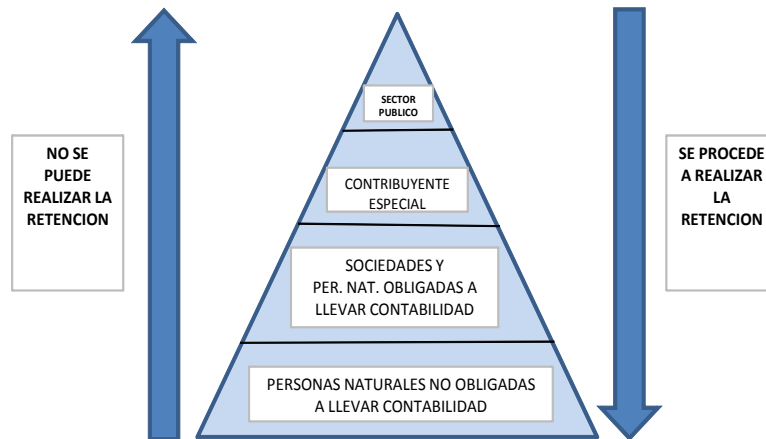 SECTOR
PUBLICO
NO SE
PUEDE
REALIZAR LA
RETENCION
CONTRIBUYENTE
ESPECIAL
SE PROCEDE
A REALIZAR
LA
RETENCION
SOCIEDADES Y
PER. NAT. OBLIGADAS A
LLEVAR CONTABILIDAD
PERSONAS NATURALES NO OBLIGADAS
A LLEVAR CONTABILIDAD